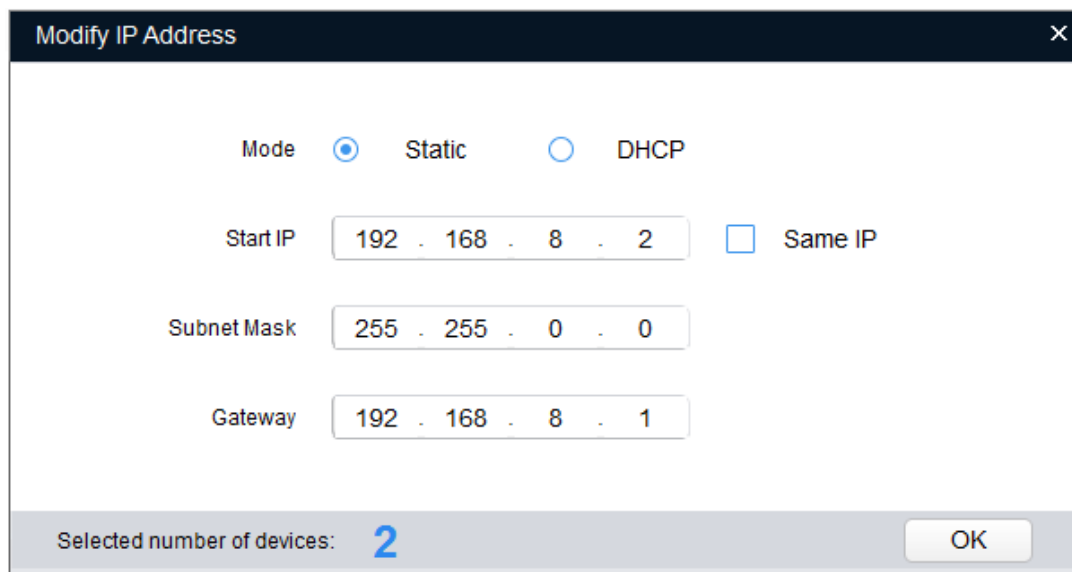 Modify IP Address
Mode Static DHCP
Start IP 192 . 168 . 8 . 2 Same IP
Subnet Mask 255 . 255 . 0 . 0
Gateway 192 . 168 . 8 . 1
Selected number of devices: 2 OK